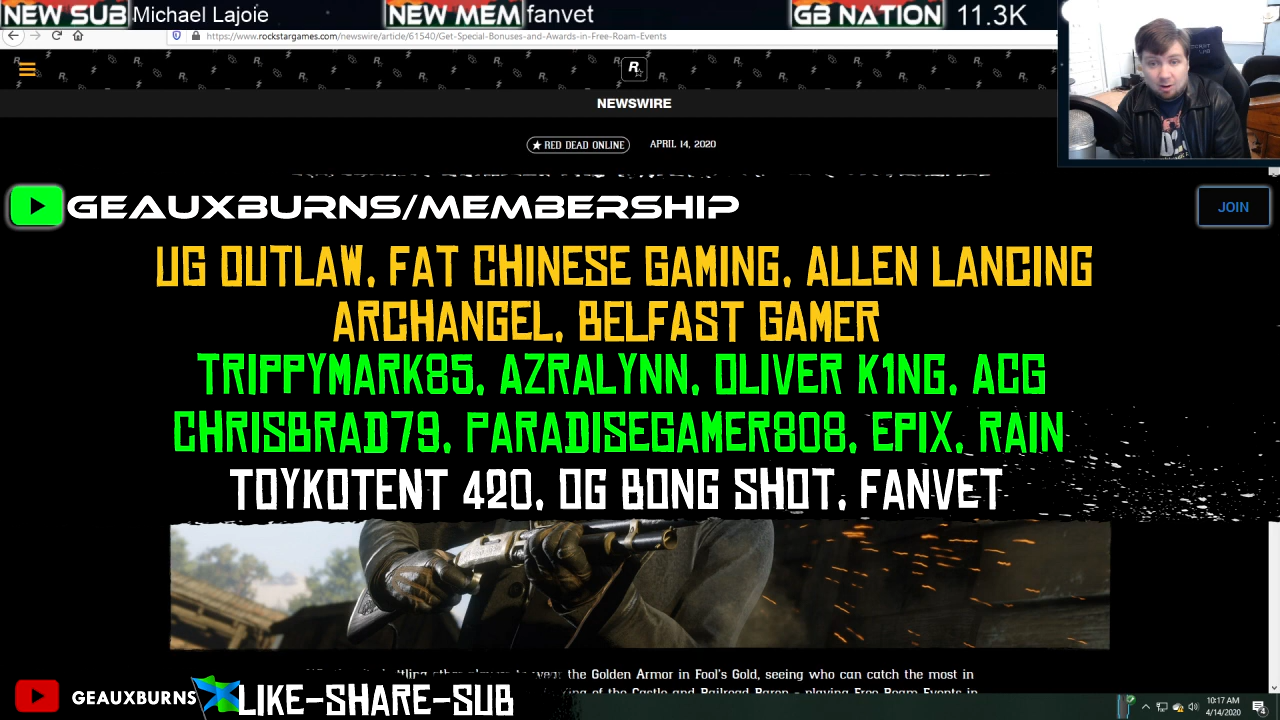 NEW SUB Michael Lajoie NEW MEM fanvet GB NATION 11.3K
https://www.rockstargames.com/newswire/article/61540/Get-Special-Bonuses-and-Awards-in-Free-Roam-Events
NEWSWIRE
RED DEAD ONLINE APRIL 14, 2020
GEAUXBURNS/MEMBERSHIP JOIN
UG OUTLAW, FAT CHINESE GAMING, ALLEN LANCING
ARCHANGEL, BELFAST GAMER
TRIPPYMARK85, AZRALYNN, OLIVER K1NG, ACG
CHRISBRAD79, PARADISEGAMER808, EPIX, RAIN
TOYKOTENT 420, OG BONG SHOT, FANVET
the Golden Armor in Fool's Gold, seeing who can catch the most in
of the Castle and Railroad Baron - playing Free Roam Events in
GEAUXBURNS LIKE-SHARE-SUB
10:17 AM
4/14/2020